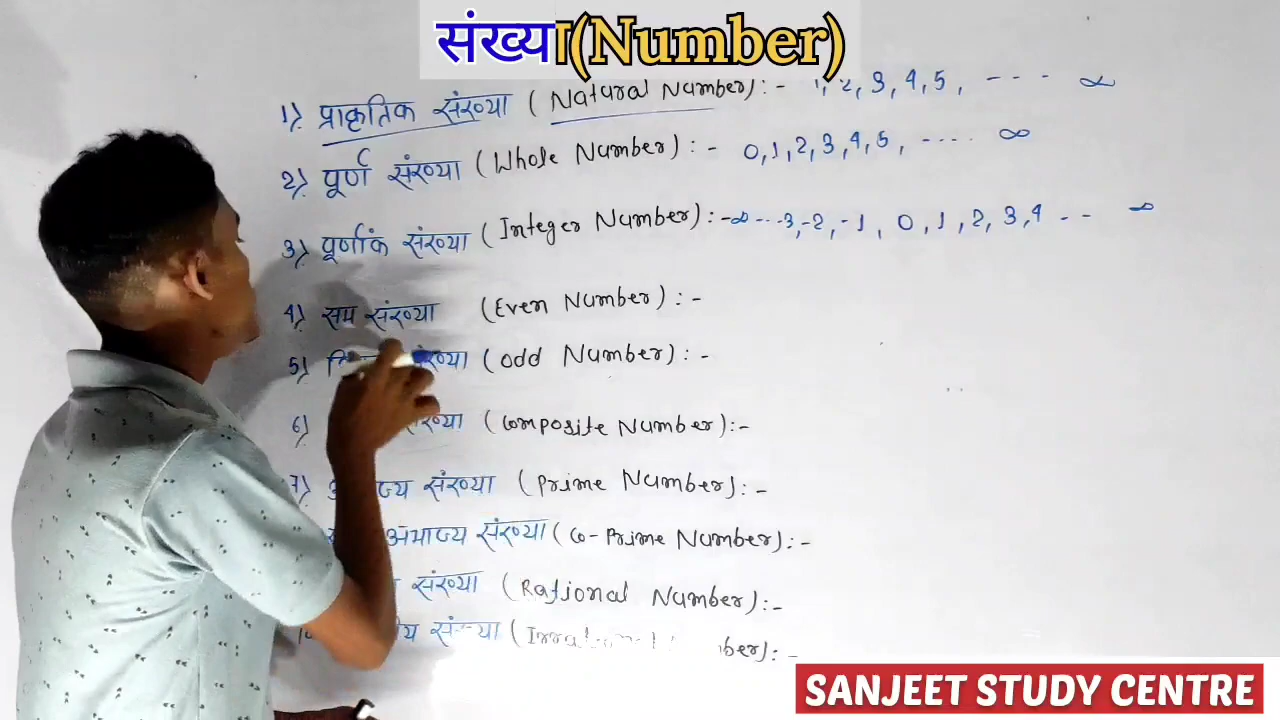 संख्या(Number)
1) प्राकृतिक संख्या (Natural Number) :- 1, 2, 3, 4, 5, ---- ∞
2) पूर्ण संख्या (Whole Number) :- 0, 1, 2, 3, 4, 5, ---- ∞
3) पूर्णांक संख्या (Integer Number) :- -∞ --- 3, -2, -1, 0, 1, 2, 3, 4 -- ∞
4) सम संख्या (Even Number) :-
5) संख्या (odd Number) :-
6) संख्या (Composite Number) :-
7) संख्या (Prime Number) :-
अभाज्य संख्या (Co-Prime Number) :-
संख्या (Rational Number) :-
संख्या :-
SANJEET STUDY CENTRE